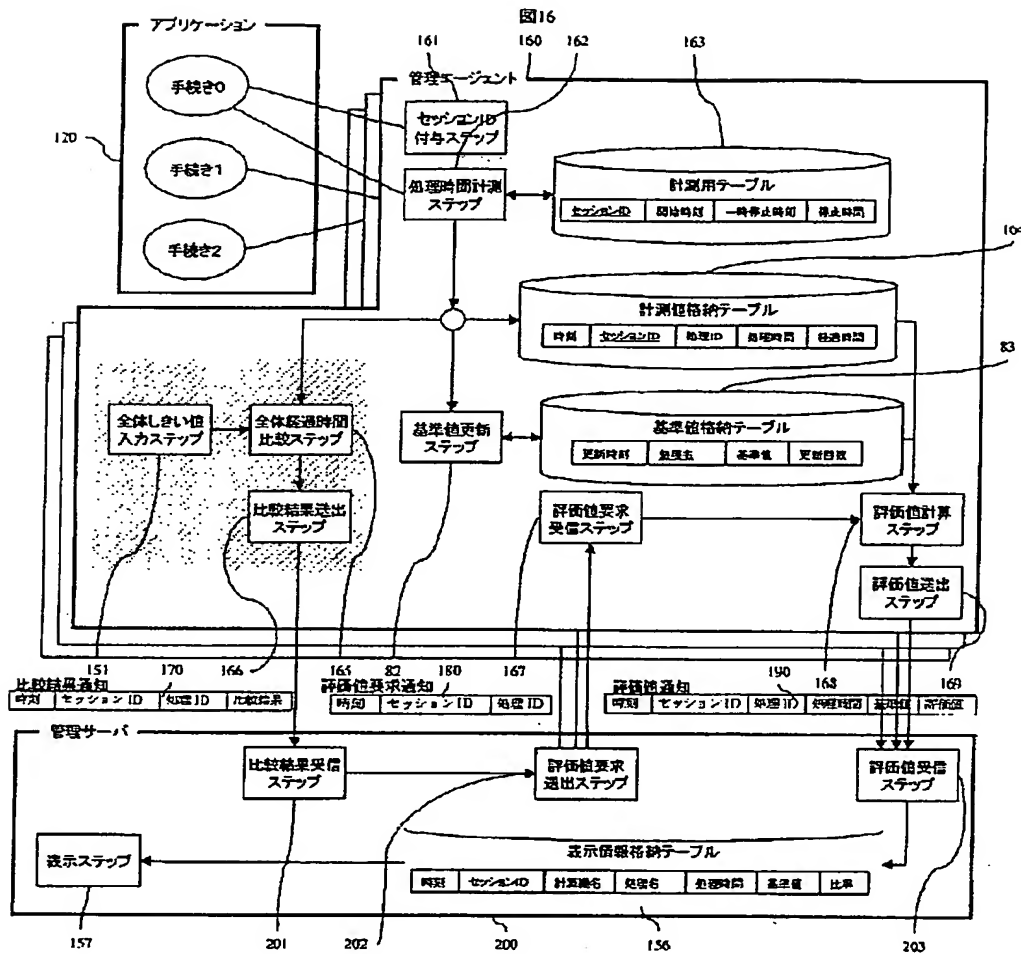 図16
アプリケーション
161
160
162
163
管理エージェント
手続き0
セッションID
付与ステップ
120
手続き1
処理時間計測
ステップ
計測用テーブル
セッションID 開始時刻 一時停止時刻 停止時間
手続き2
164
計測値格納テーブル
時刻 セッションID 処理ID 処理時間 経過時間
83
全体しきい値
入力ステップ
全体経過時間
比較ステップ
基準値更新
ステップ
基準値格納テーブル
更新時刻 処理名 基準値 更新回数
比較結果送出
ステップ
評価値要求
受信ステップ
評価値計算
ステップ
評価値送出
ステップ
151
170
166
165
82
180
167
190
168
169
比較結果通知
時刻 セッションID 処理ID 比較結果
評価値要求通知
時刻 セッションID 処理ID
評価値通知
時刻 セッションID 処理ID 処理時間 基準値 評価値
管理サーバ
比較結果受信
ステップ
評価値要求
送出ステップ
評価値受信
ステップ
表示ステップ
表示情報格納テーブル
時刻 セッションID 計算機名 処理名 処理時間 基準値 比率
157
201
202
200
156
203